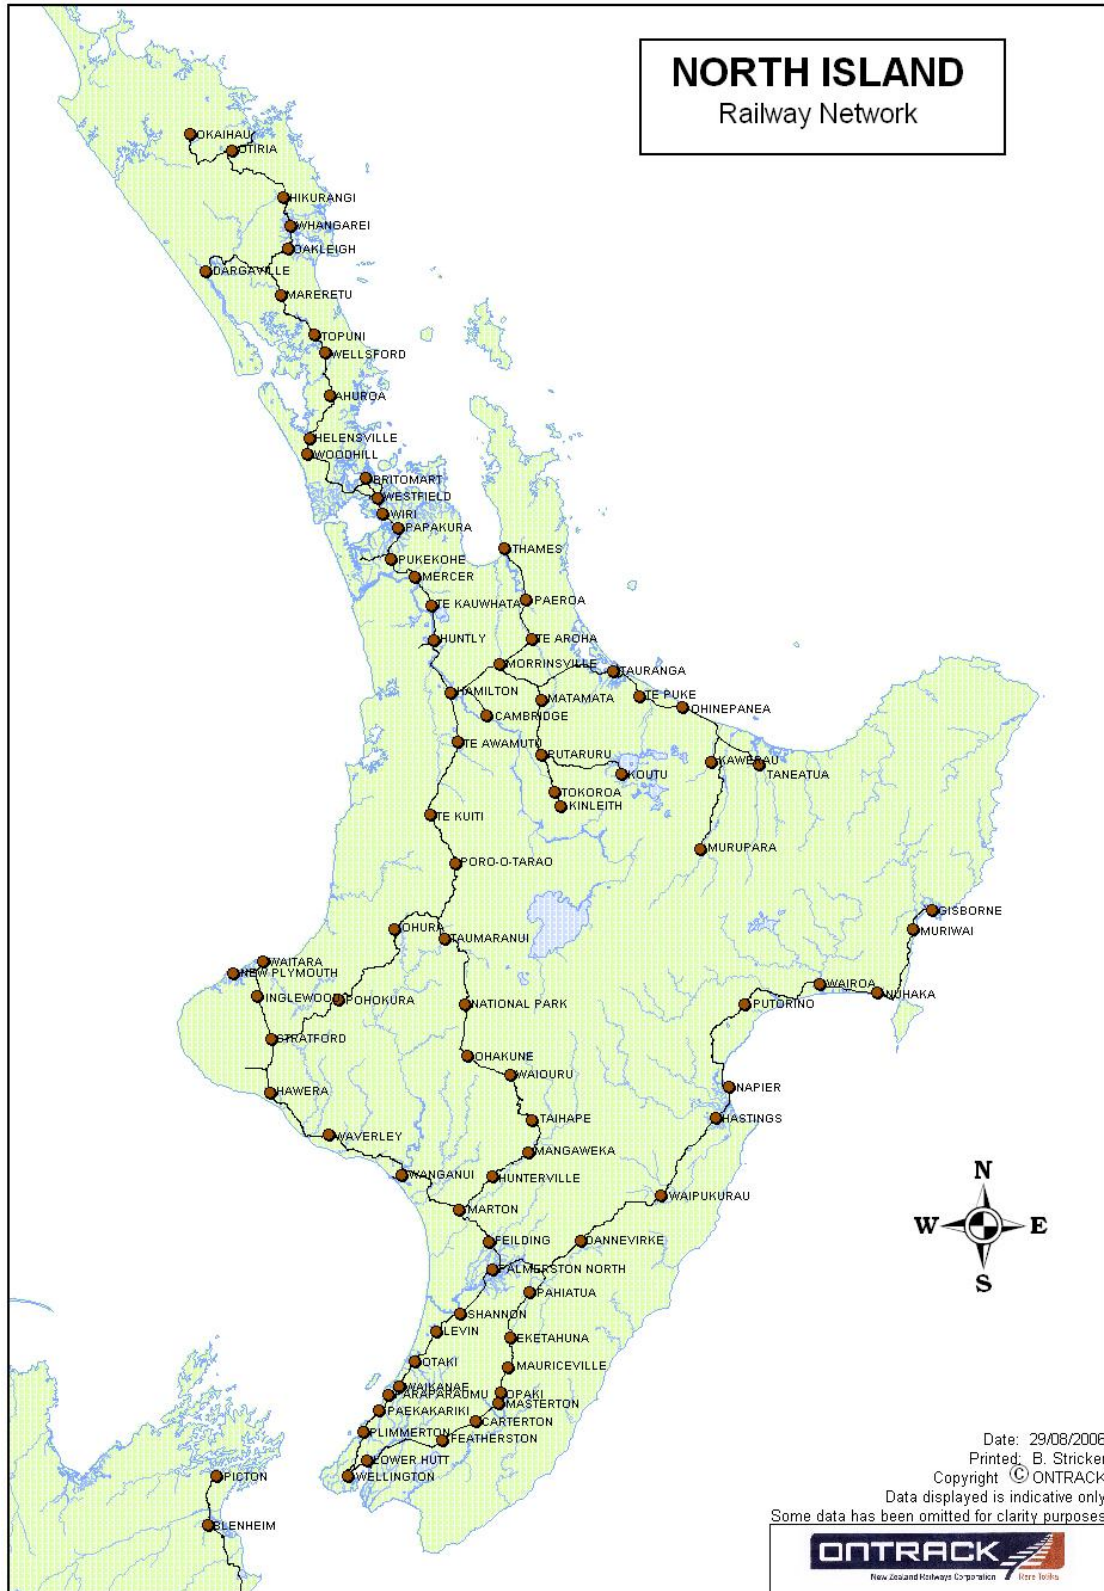 NORTH ISLAND
Railway Network
OKAIHAU
OTIRIA
HIKURANGI
WHANGAREI
OAKLEIGH
DARGAVILLE
MARERETU
TOPUNI
WELLSFORD
AHUROA
HELENSVILLE
WOODHILL
BRITOMART
WESTFIELD
WIRI
PAPAKURA
PUKEKOHE
THAMES
MERCER
TE KAUWHATA
PAEROA
HUNTLY
TE AROHA
MORRINSVILLE
TAURANGA
HAMILTON
MATAMATA
TE PUKE
OHINEPANEA
CAMBRIDGE
TE AWAMUTU
PUTARURU
KOUTU
KAWERAU
TANEATUA
TOKOROA
KINLEITH
TE KUITI
MURUPARA
PORO-O-TARAO
GISBORNE
OHURA
TAUMARANUI
MURIWAI
WAITARA
NEW PLYMOUTH
WAIROA
NUHAKA
INGLEWOOD
POHOKURA
NATIONAL PARK
PUTORINO
STRATFORD
OHAKUNE
WAIOURU
HAWERA
NAPIER
TAIHAPE
HASTINGS
WAVERLEY
MANGAWEKA
WANGANUI
HUNTERVILLE
WAIPUKURAU
MARTON
N
W E
S
FEILDING
DANNEVIRKE
PALMERSTON NORTH
PAHIATUA
SHANNON
LEVIN
EKETAHUNA
OTAKI
MAURICEVILLE
WAIKANAE
PARAPARAUMU
OPAKI
MASTERTON
PAEKAKARIKI
CARTERTON
PLIMMERTON
FEATHERSTON
LOWER HUTT
WELLINGTON
PICTON
BLENHEIM
Date: 29/08/2006
Printed: B. Stricker
Copyright © ONTRACK
Data displayed is indicative only
Some data has been omitted for clarity purposes
ONTRACK
New Zealand Railways Corporation